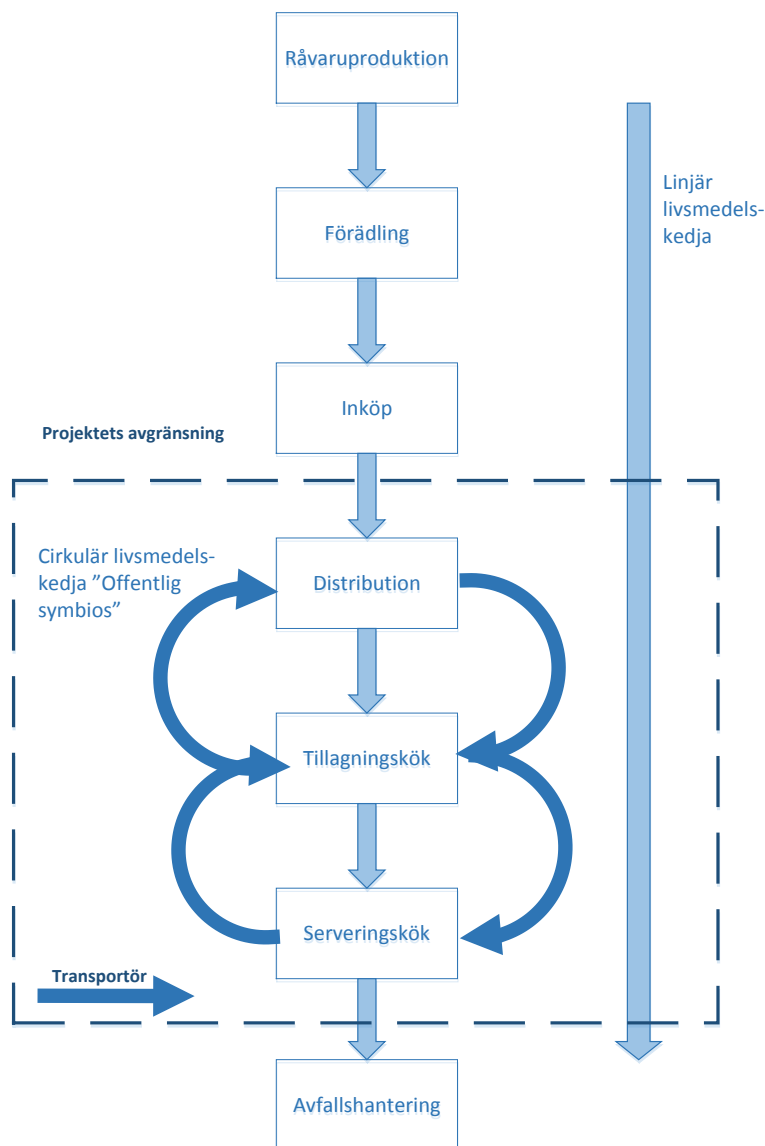 Råvaruproduktion
Linjär
livsmedels-
kedja
Förädling
Inköp
Projektets avgränsning
Cirkulär livsmedels-
kedja ”Offentlig
symbios”
Distribution
Tillagningskök
Serveringskök
Transportör
Avfallshantering